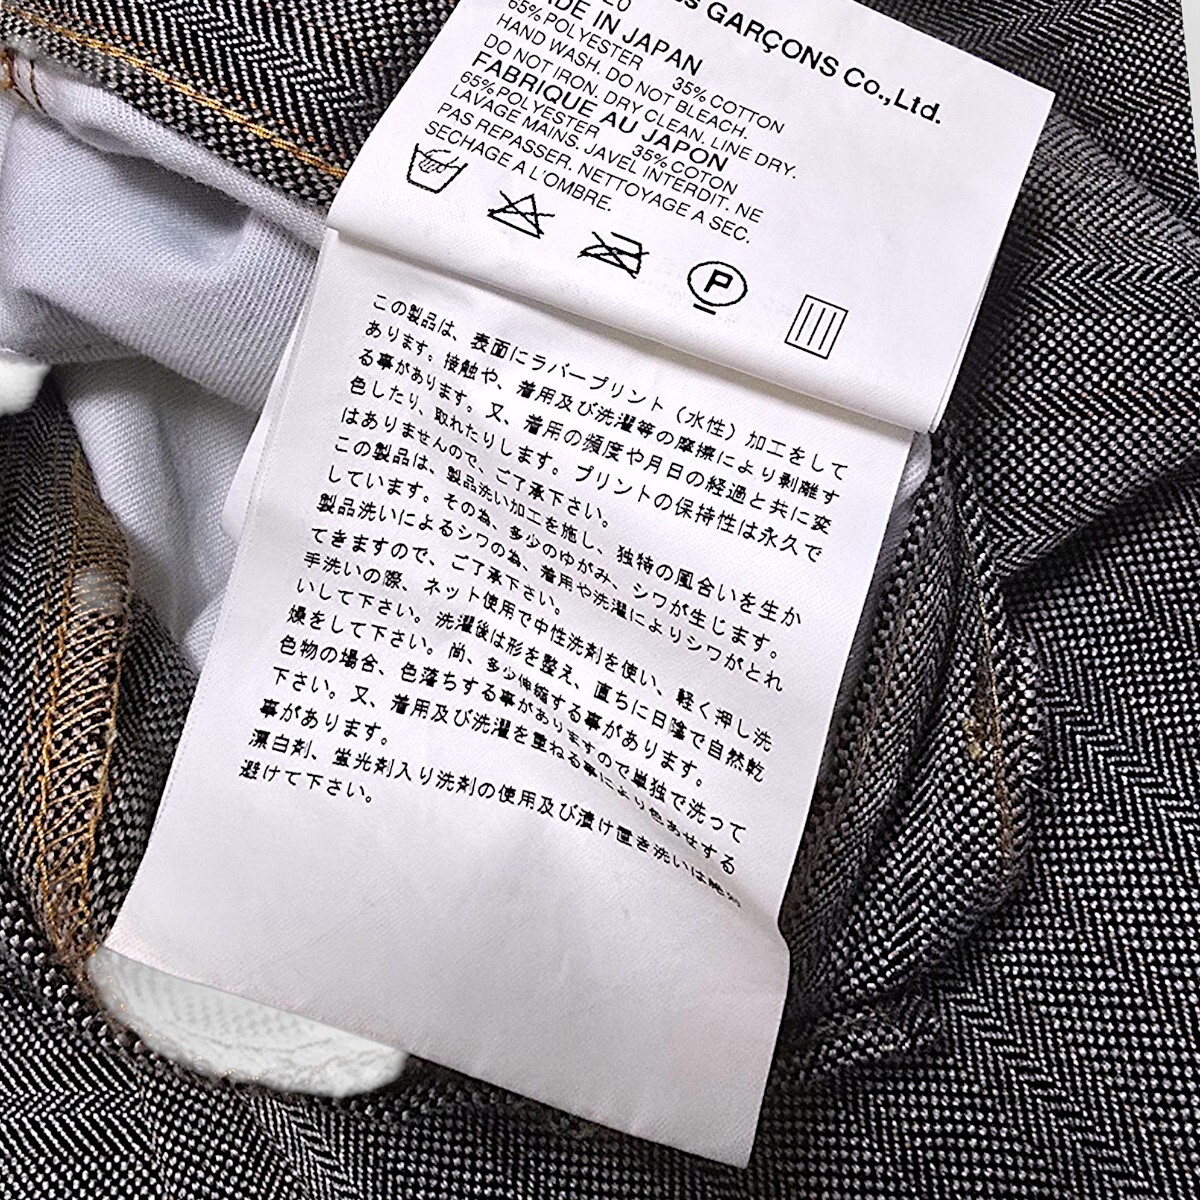 GARÇONS Co.,Ltd.
MADE IN JAPAN
65% POLYESTER 35% COTTON
HAND WASH. DO NOT BLEACH.
DO NOT IRON. DRY CLEAN. LINE DRY.
FABRIQUE AU JAPON
65% POLYESTER 35% COTON
LAVAGE MAINS. JAVEL INTERDIT. NE
PAS REPASSER. NETTOYAGE A SEC.
SECHAGE A L'OMBRE.
P
この製品は、表面にラバープリント（水性）加工をして
あります。接触や、着用及び洗濯等の摩擦により剥離す
る事があります。又、着用の頻度や月日の経過と共に変
色したり、取れたりします。プリントの保持性は永久で
はありませんので、ご了承下さい。
この製品は、製品洗い加工を施し、独特の風合いを生か
しています。その為、多少のゆがみ、シワが生じます。
製品洗いによるシワの為、着用や洗濯によりシワがとれ
てきますので、ご了承下さい。
手洗いの際、ネット使用で中性洗剤を使い、軽く押し洗
いして下さい。洗濯後は形を整え、直ちに日陰で自然乾
燥をして下さい。尚、多少伸縮する事があります。
色物の場合、色落ちする事がありますので単独で洗って
下さい。又、着用及び洗濯を重ねる事により色あせする
事があります。
漂白剤、蛍光剤入り洗剤の使用及び漬け置き洗いは絶対
避けて下さい。